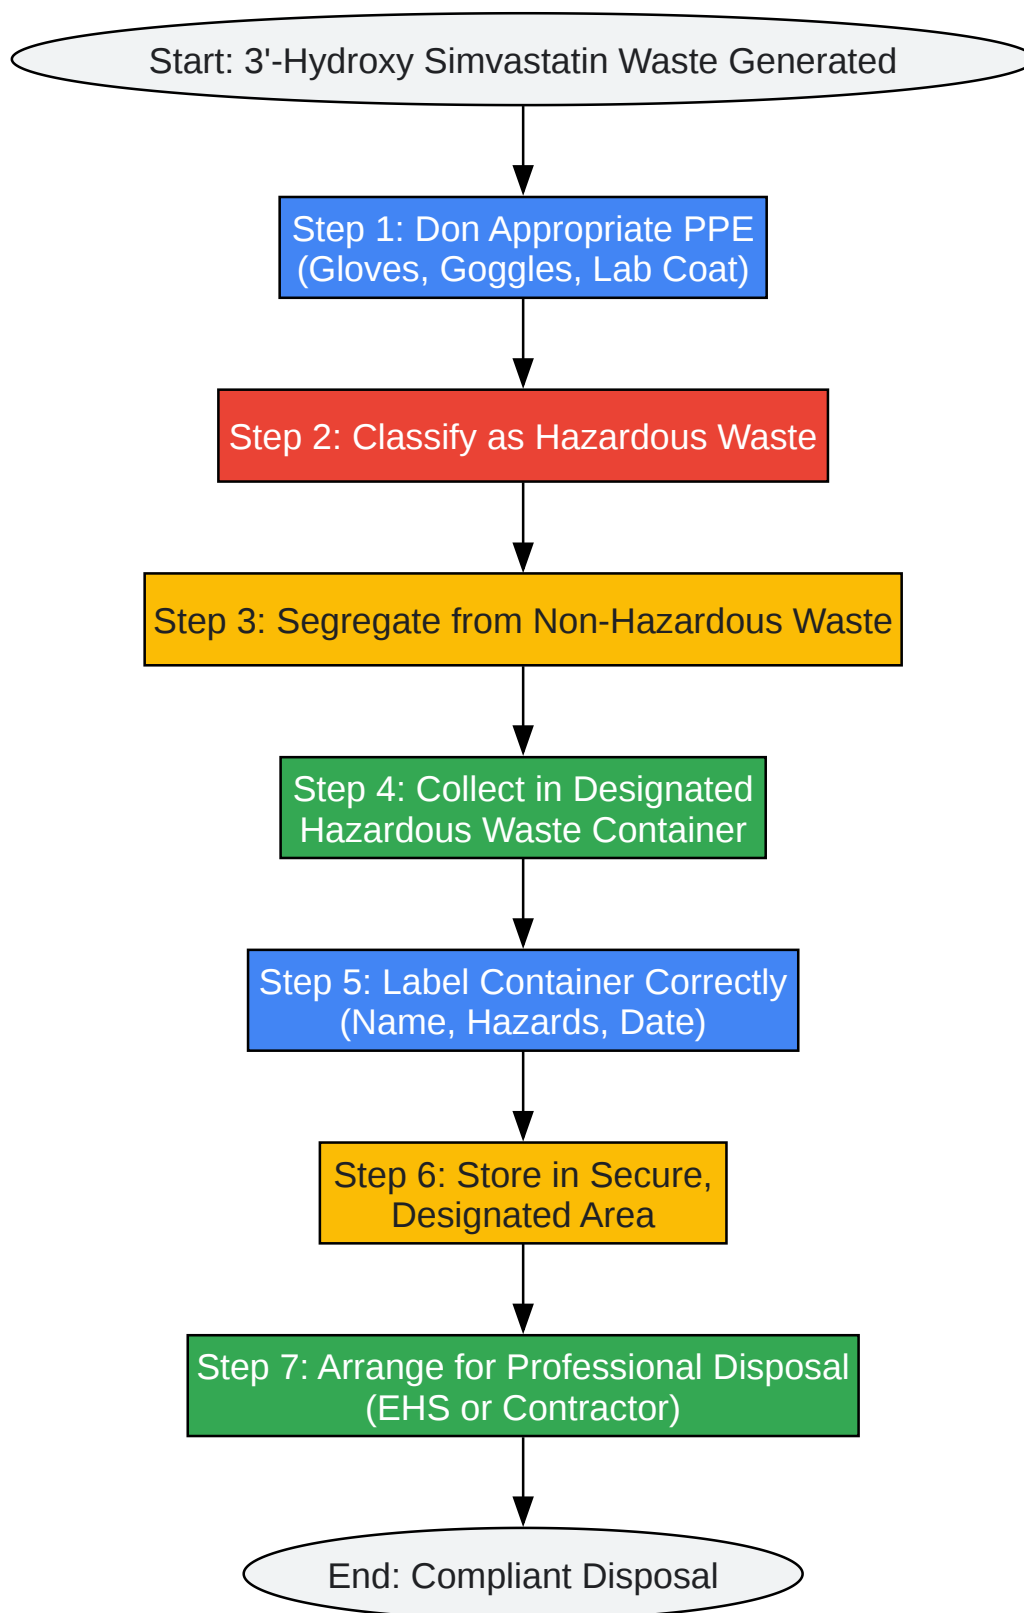 Start: 3'-Hydroxy Simvastatin Waste Generated
Step 1: Don Appropriate PPE
(Gloves, Goggles, Lab Coat)
Step 2: Classify as Hazardous Waste
Step 3: Segregate from Non-Hazardous Waste
Step 4: Collect in Designated
Hazardous Waste Container
Step 5: Label Container Correctly
(Name, Hazards, Date)
Step 6: Store in Secure,
Designated Area
Step 7: Arrange for Professional Disposal
(EHS or Contractor)
End: Compliant Disposal